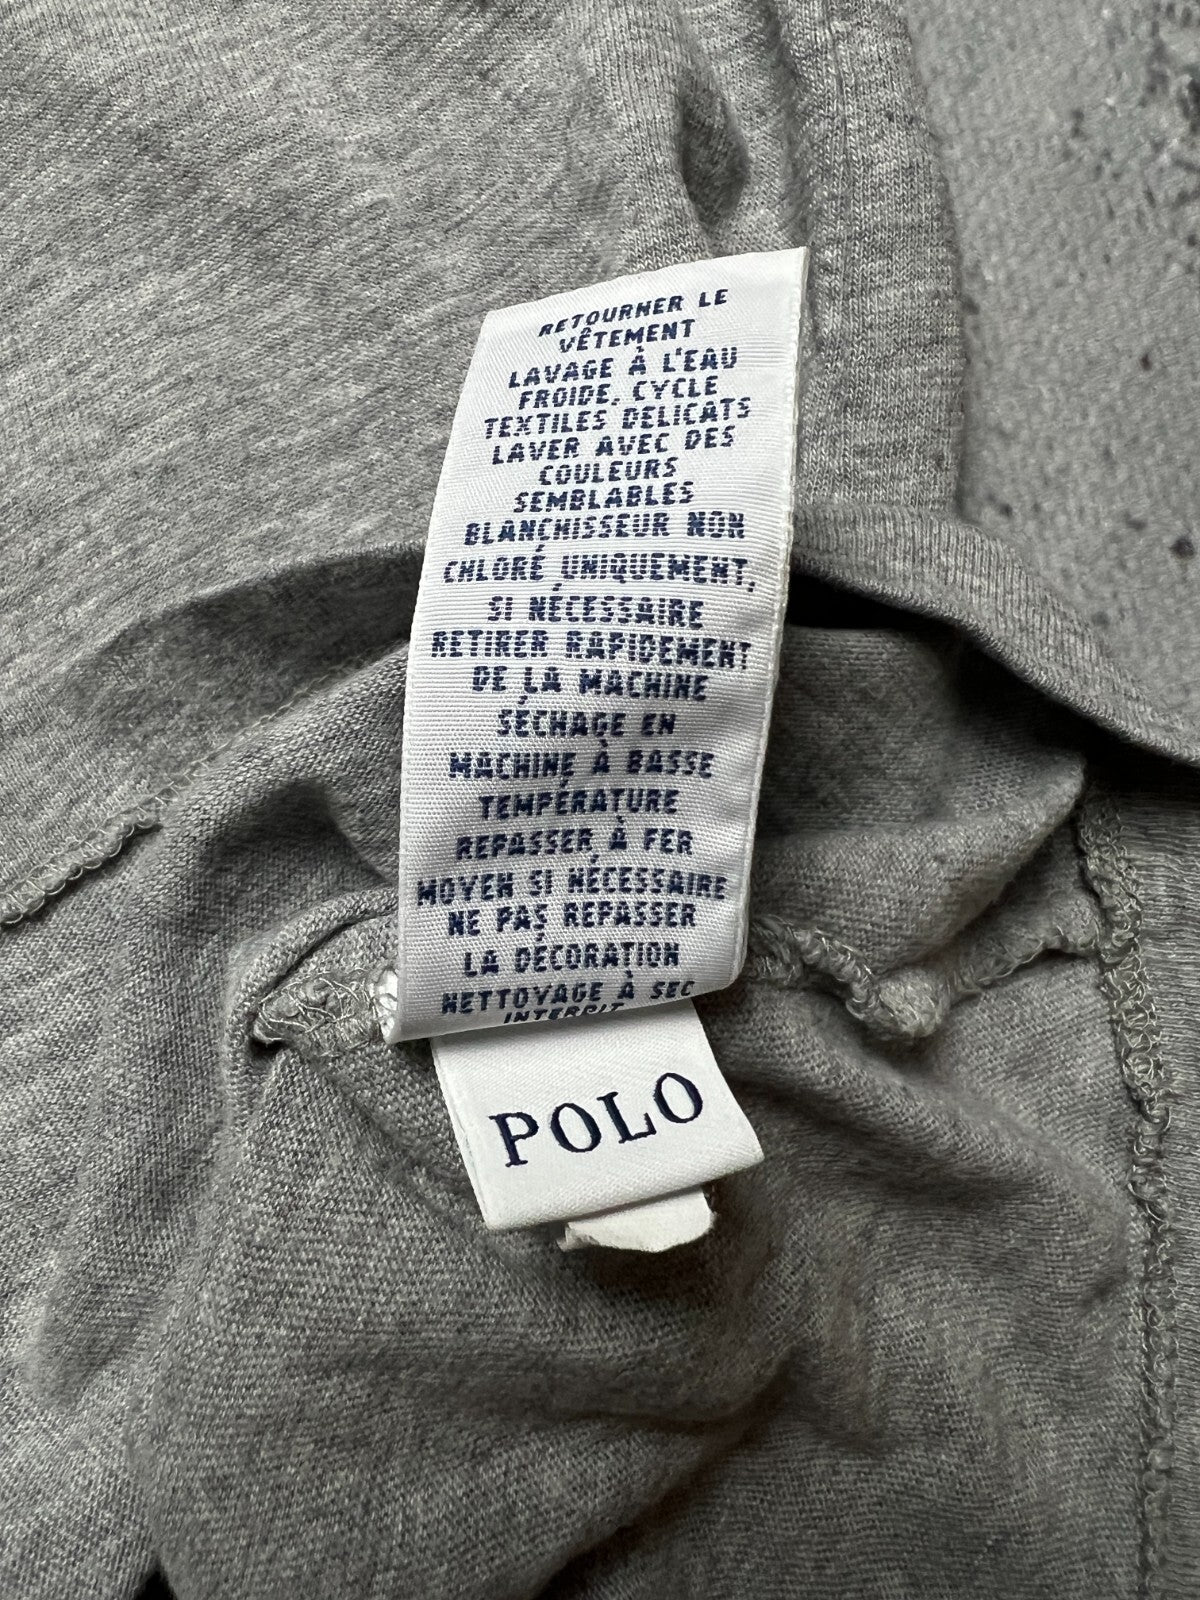 RETOURNER LE
VÊTEMENT
LAVAGE À L'EAU
FROIDE, CYCLE
TEXTILES DÉLICATS
LAVER AVEC DES
COULEURS
SEMBLABLES
BLANCHISSEUR NON
CHLORÉ UNIQUEMENT,
SI NÉCESSAIRE
RETIRER RAPIDEMENT
DE LA MACHINE
SÉCHAGE EN
MACHINE À BASSE
TEMPÉRATURE
REPASSER À FER
MOYEN SI NÉCESSAIRE
NE PAS REPASSER
LA DÉCORATION
NETTOYAGE À SEC
INTERDIT
POLO